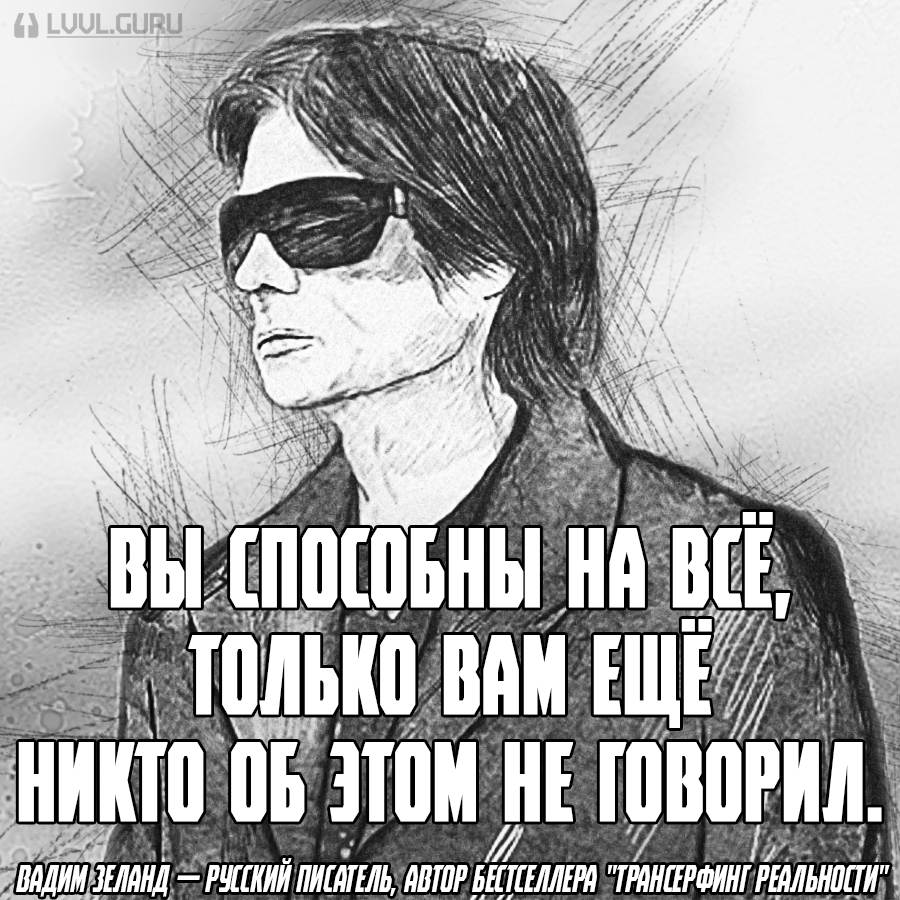 LVVL.GURU
ВЫ СПОСОБНЫ НА ВСЁ,
ТОЛЬКО ВАМ ЕЩЁ
НИКТО ОБ ЭТОМ НЕ ГОВОРИЛ.
ВАДИМ ЗЕЛАНД — РУССКИЙ ПИСАТЕЛЬ, АВТОР БЕСТСЕЛЛЕРА "ТРАНСЕРФИНГ РЕАЛЬНОСТИ"